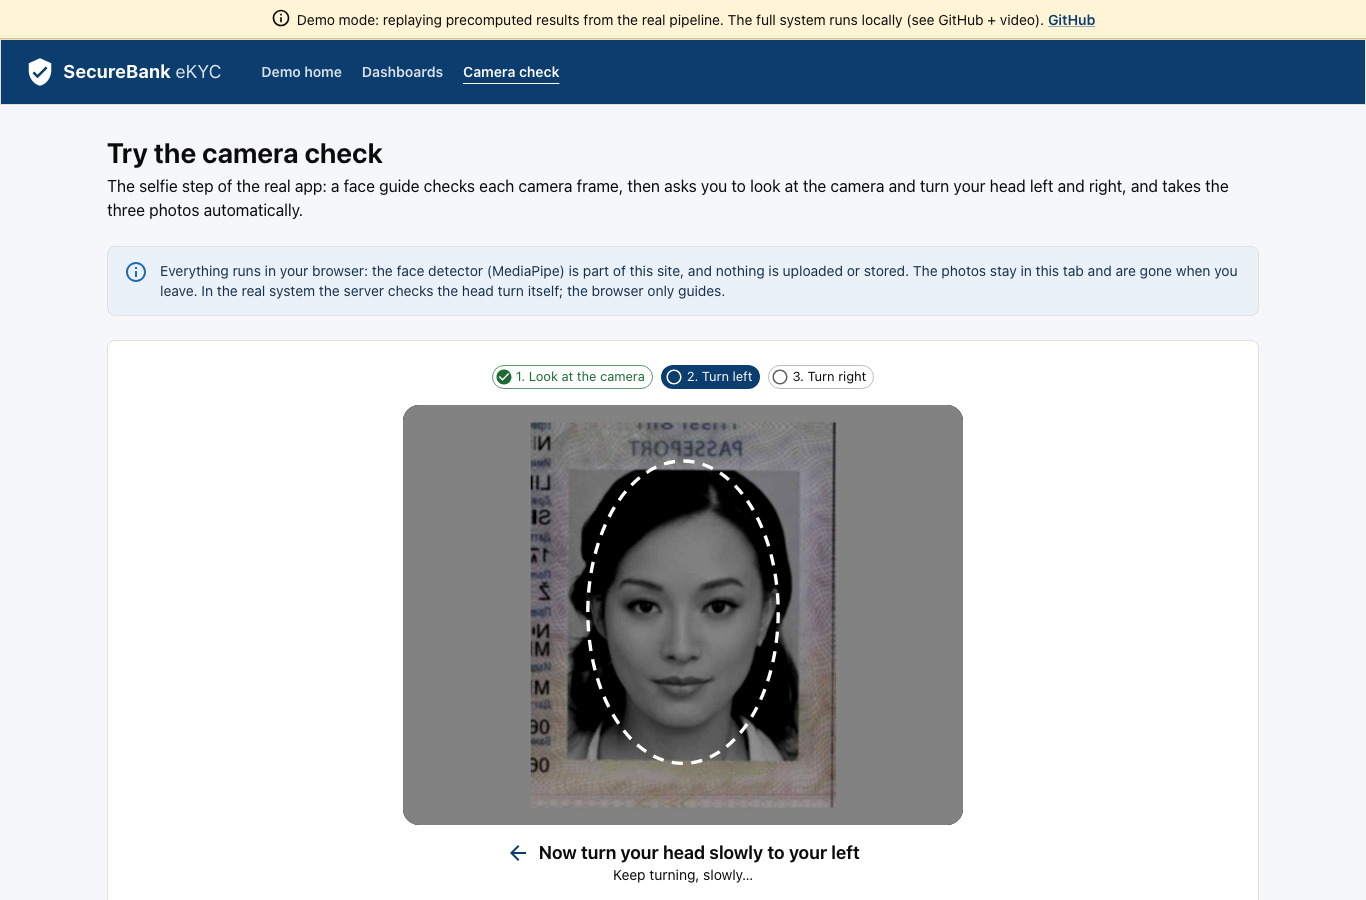 Demo mode: replaying precomputed results from the real pipeline. The full system runs locally (see GitHub + video). GitHub
SecureBank eKYC
Demo home
Dashboards
Camera check
Try the camera check
The selfie step of the real app: a face guide checks each camera frame, then asks you to look at the camera and turn your head left and right, and takes the
three photos automatically.
Everything runs in your browser: the face detector (MediaPipe) is part of this site, and nothing is uploaded or stored. The photos stay in this tab and are gone when you
leave. In the real system the server checks the head turn itself; the browser only guides.
1. Look at the camera
2. Turn left
3. Turn right
PASSEPORT
Now turn your head slowly to your left
Keep turning, slowly...